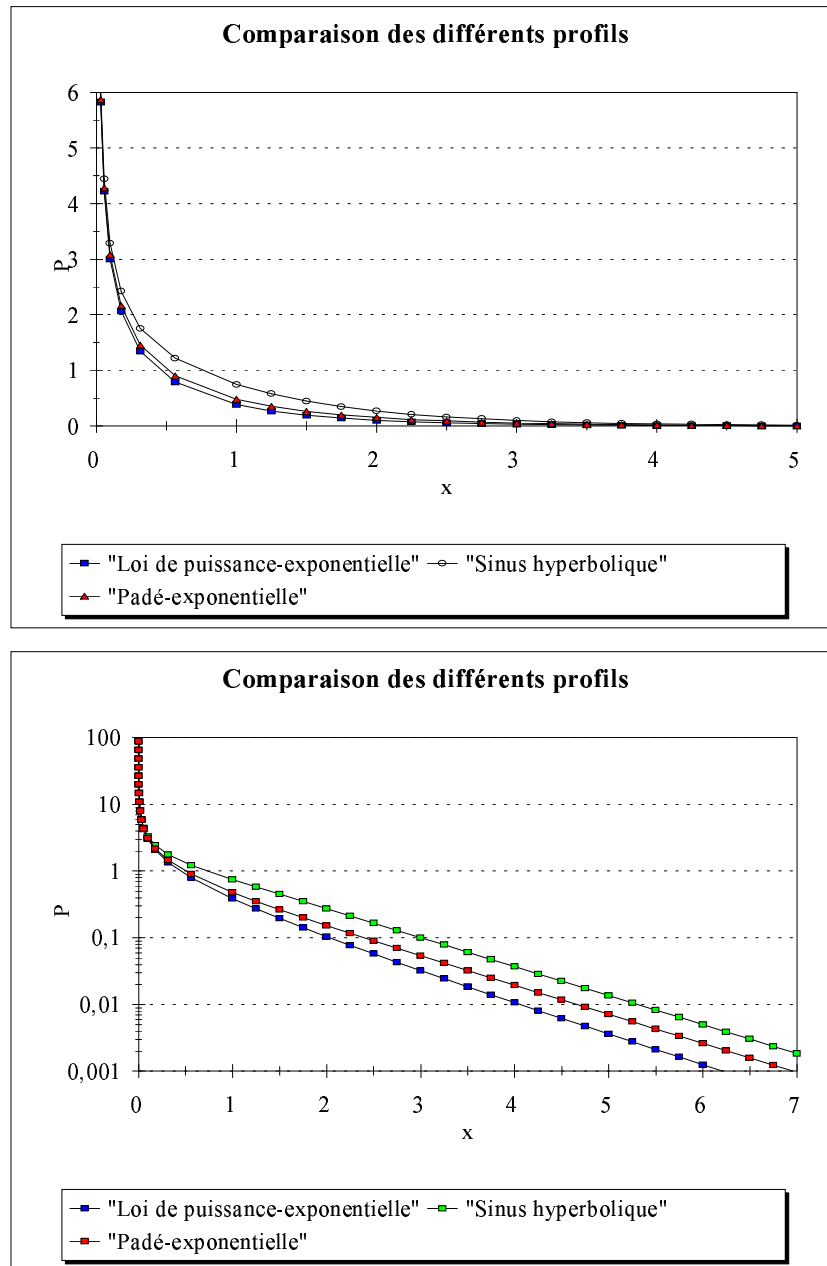 Comparaison des différents profils
6
5
4
3
2
1
0
P
0 1 2 3 4 5
x
"Loi de puissance-exponentielle" "Sinus hyperbolique"
"Padé-exponentielle"
Comparaison des différents profils
100
10
1
0,1
0,01
0,001
P
0 1 2 3 4 5 6 7
x
"Loi de puissance-exponentielle" "Sinus hyperbolique"
"Padé-exponentielle"